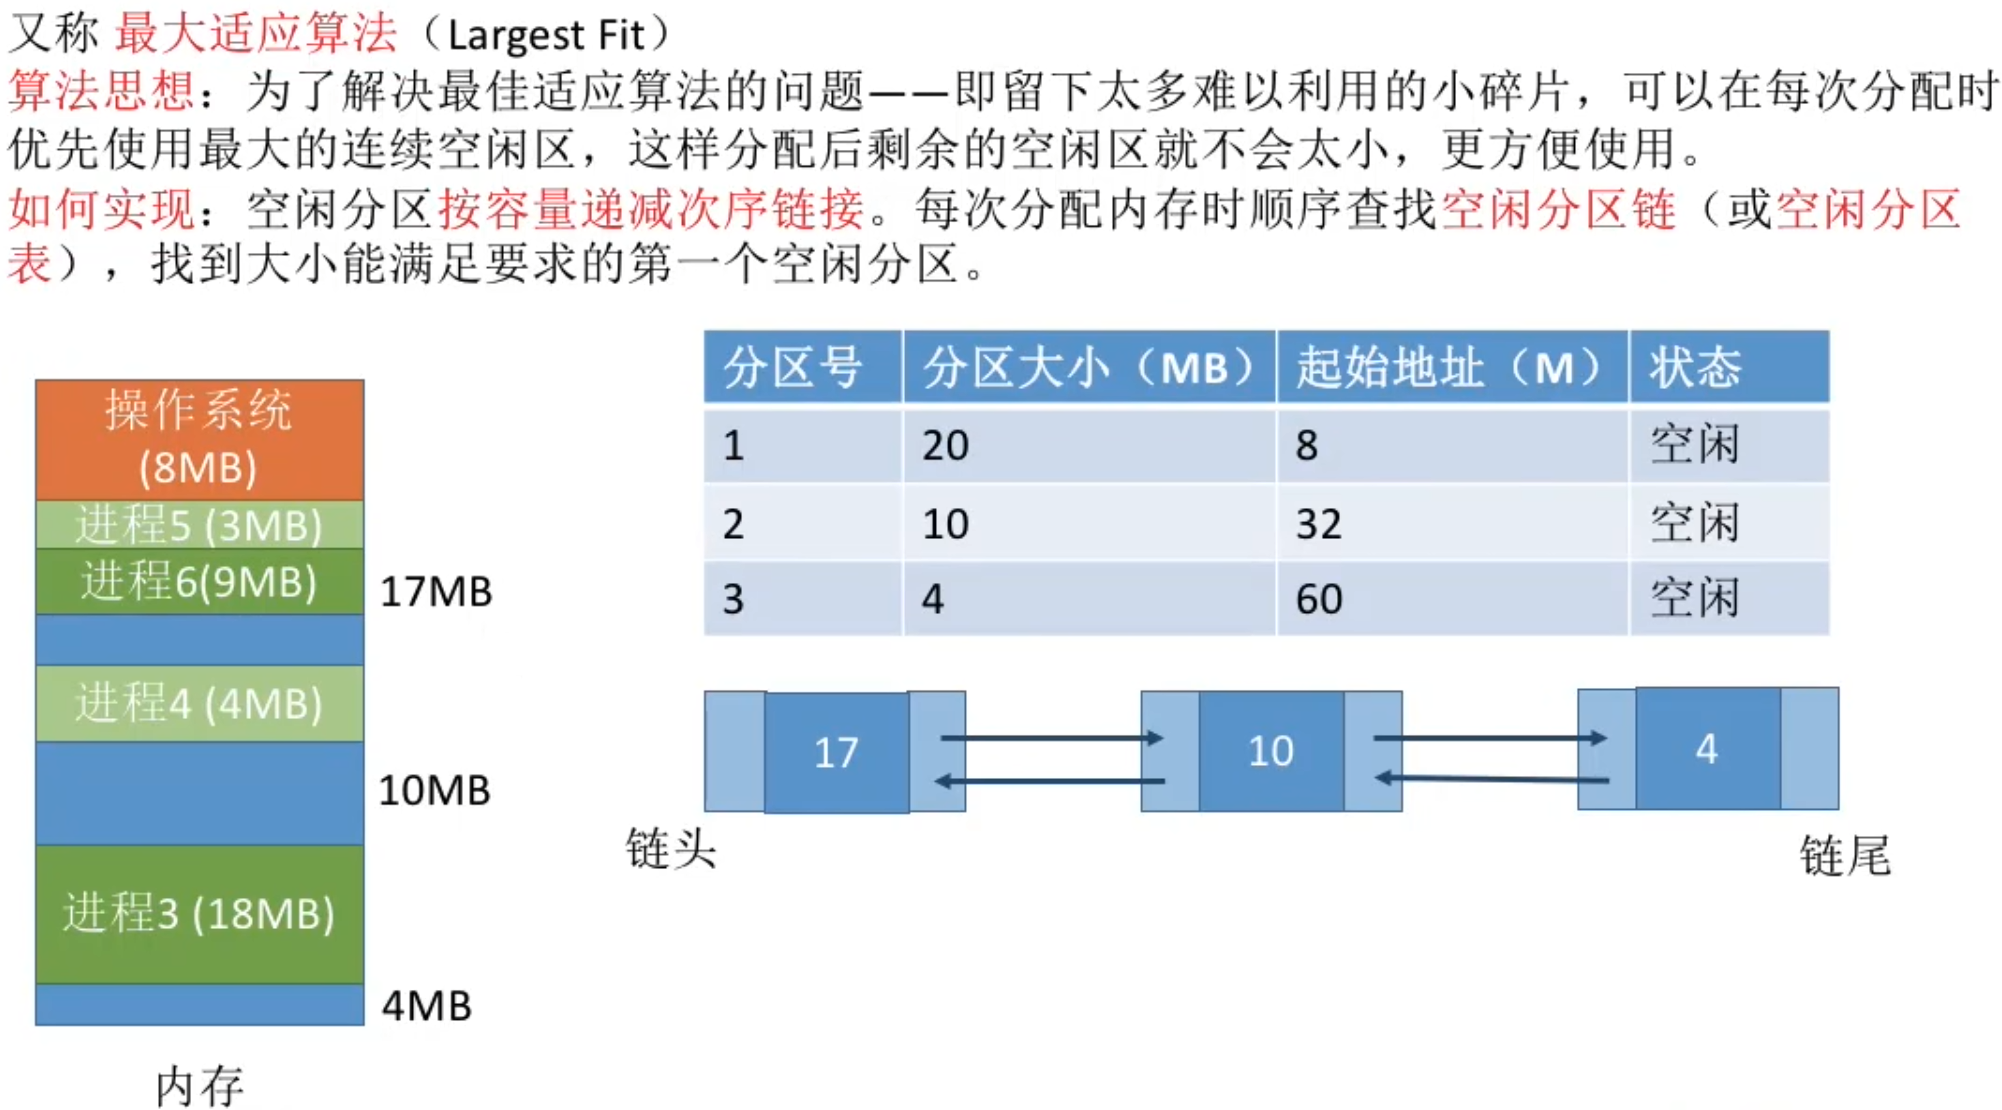 又称 最大适应算法（Largest Fit）
算法思想：为了解决最佳适应算法的问题——即留下太多难以利用的小碎片，可以在每次分配时
优先使用最大的连续空闲区，这样分配后剩余的空闲区就不会太小，更方便使用。
如何实现：空闲分区按容量递减次序链接。每次分配内存时顺序查找空闲分区链（或空闲分区
表），找到大小能满足要求的第一个空闲分区。
操作系统
(8MB)
进程5 (3MB)
进程6(9MB)
17MB
进程4 (4MB)
10MB
进程3 (18MB)
4MB
内存
分区号 分区大小（MB） 起始地址（M） 状态
1 20 8 空闲
2 10 32 空闲
3 4 60 空闲
17 10 4
链头
链尾